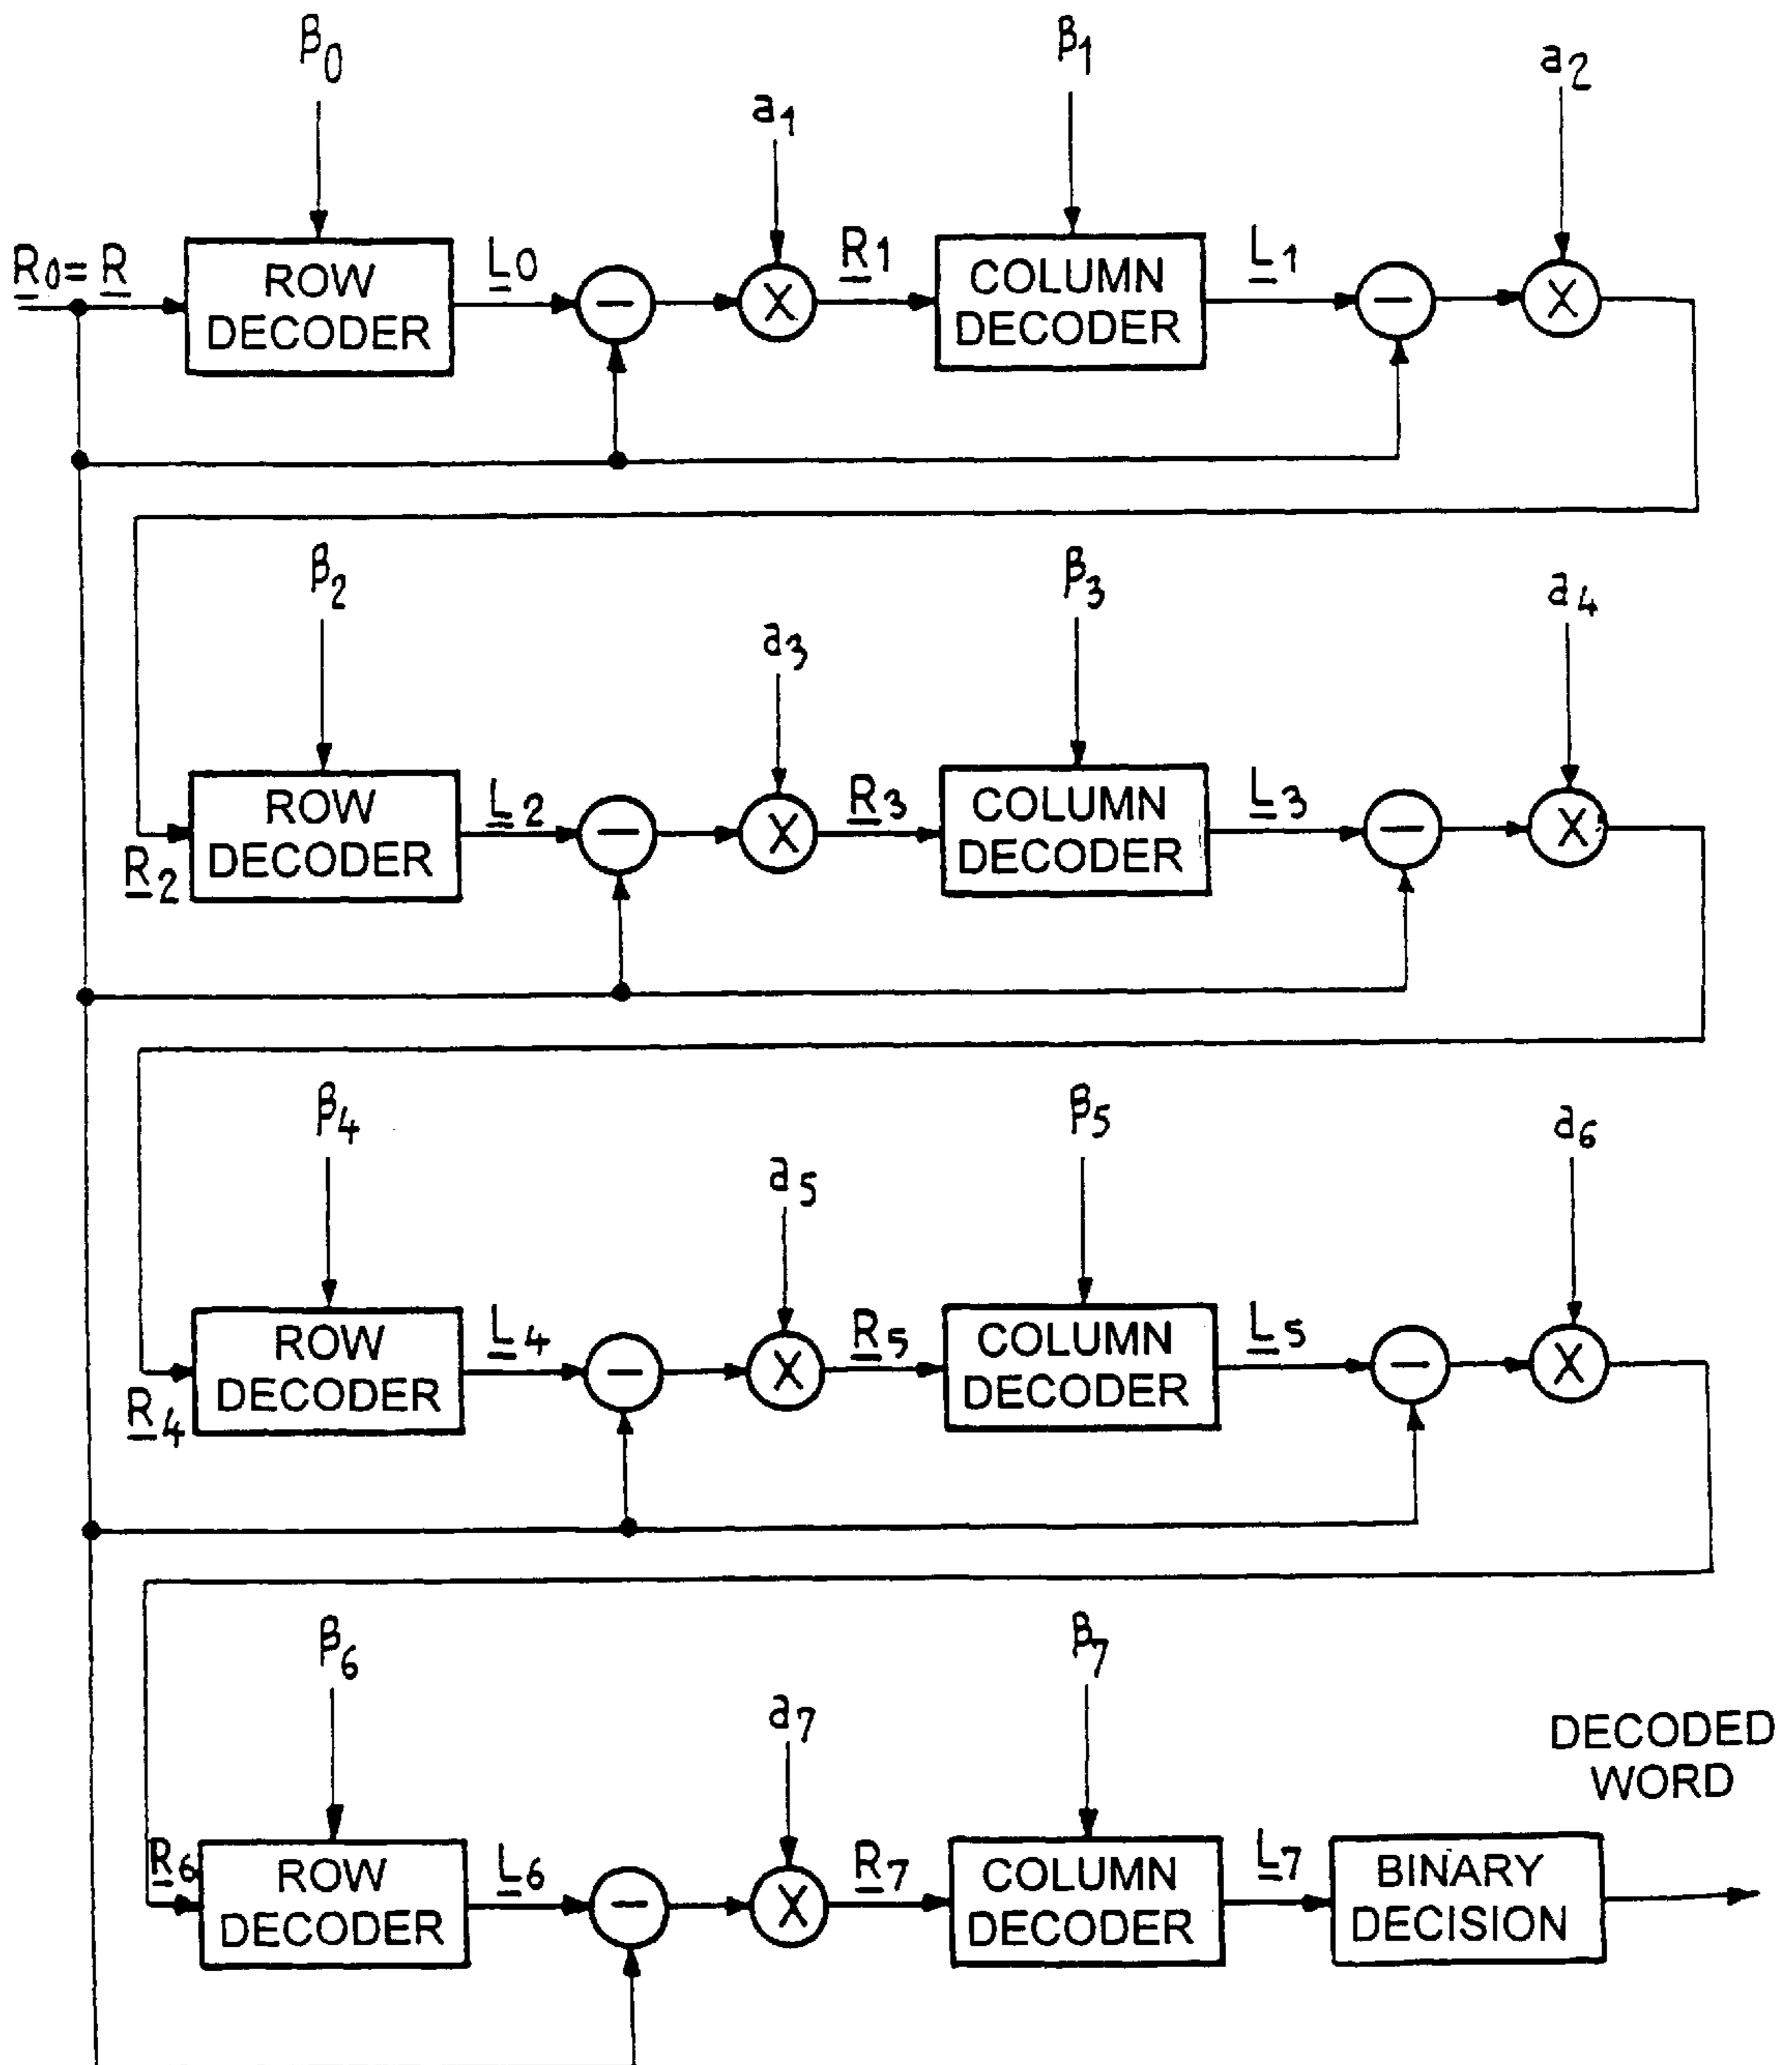 β0
β1
a2
a1
R0=R
ROW
DECODER
L0
R1
COLUMN
DECODER
L1
β2
β3
a4
a3
R2
ROW
DECODER
L2
R3
COLUMN
DECODER
L3
β4
β5
a6
a5
R4
ROW
DECODER
L4
R5
COLUMN
DECODER
L5
β6
β7
a7
DECODED
WORD
R6
ROW
DECODER
L6
R7
COLUMN
DECODER
L7
BINARY
DECISION